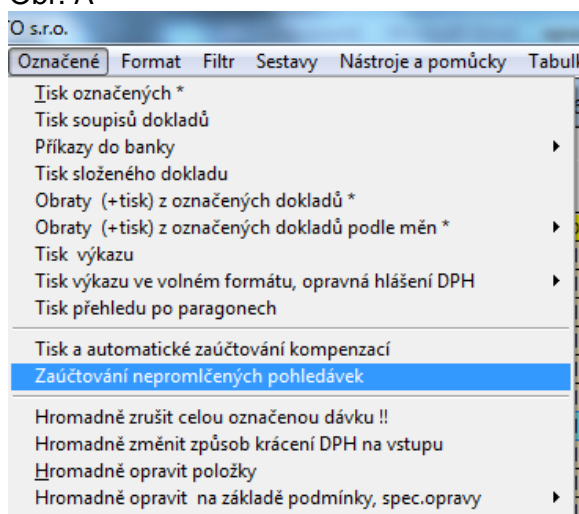 Obr. A
O s.r.o.
Označené Format Filtr Sestavy Nástroje a pomůcky
Tisk označených *
Tisk soupisů dokladů
Příkazy do banky
Tisk složeného dokladu
Obraty (+tisk) z označených dokladů *
Obraty (+tisk) z označených dokladů podle měn *
Tisk výkazu
Tisk výkazu ve volném formátu, opravná hlášení DPH
Tisk přehledu po paragonech
Tisk a automatické zaúčtování kompenzací
Zaúčtování nepromlčených pohledávek
Hromadně zrušit celou označenou dávku !!
Hromadně změnit způsob krácení DPH na vstupu
Hromadně opravit položky
Hromadně opravit na základě podmínky, spec.opravy